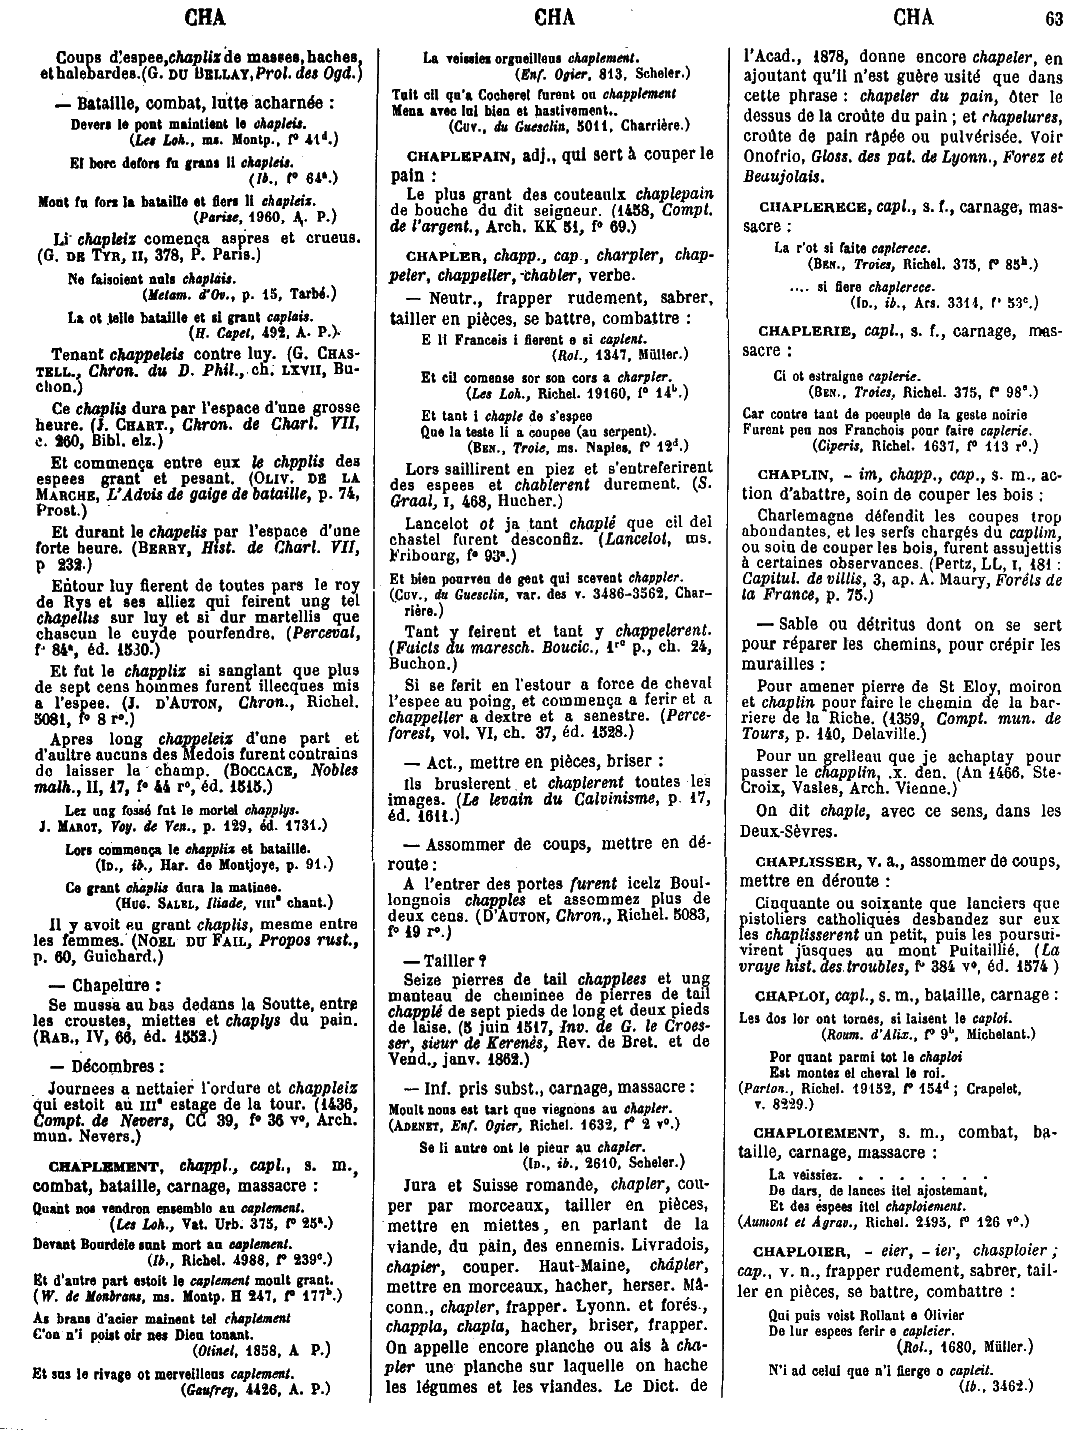 CHA CHA CHA 63
Coups d'espee, chapliz de masses, haches,
et halebardes. (G. DU BELLAY, Prol. des Ogd.)
— Bataille, combat, lutte acharnée :
Devers le pont maintient le chapleis.
(Les Loh., ms. Montp., f° 41d.)
El borc defors fu grans li chapleis.
(Ib., f° 64a.)
Mont fu fors la bataille et fiers li chapleiz.
(Parise, 1960, A. P.)
Li chapleiz comença aspres et crueus.
(G. DE TYR, II, 378, P. Paris.)
Ne faisoient nuls chaplais.
(Metam. d'Ov., p. 15, Tarbé.)
La ot telle bataille et si grant caplais.
(H. Capet, 492, A. P.)
Tenant chappeleis contre luy. (G. CHAS-
TELL., Chron. du D. Phil., ch. LXVII, Bu-
chon.)
Ce chaplis dura par l'espace d'une grosse
heure. (J. CHART., Chron. de Charl. VII,
c. 260, Bibl. elz.)
Et commença entre eux le chpplis des
espees grant et pesant. (OLIV. DE LA
MARCHE, L'Advis de gaige de bataille, p. 74,
Prost.)
Et durant le chapelis par l'espace d'une
forte heure. (BERRY, Hist. de Charl. VII,
p 232.)
Entour luy fierent de toutes pars le roy
de Rys et ses alliez qui feirent ung tel
chapellis sur luy et si dur martellis que
chascun le cuyde pourfendre. (Perceval,
f° 84a, éd. 1530.)
Et fut le chappliz si sanglant que plus
de sept cens hommes furent illecques mis
a l'espee. (J. D'AUTON, Chron., Richel.
5081, f° 8 r°.)
Apres long chappeleiz d'une part et
d'aultre aucuns des Medois furent contrains
de laisser le champ. (BOCCACE, Nobles
malh., II, 17, f° 44 r°, éd. 1515.)
Lez ung fossé fut le mortel chapplys.
J. MAROT, Voy. de Ven., p. 129, éd. 1731.)
Lors commença le chappliz et bataille.
(ID., ib., Har. de Montjoye, p. 91.)
Ce grant chaplis dura la matinee.
(HUG. SALEL, Iliade, VIIIe chant.)
Il y avoit eu grant chaplis, mesme entre
les femmes. (NOEL DU FAIL, Propos rust.,
p. 60, Guichard.)
— Chapelure :
Se mussa au bas dedans la Soutte, entre
les croustes, miettes et chaplys du pain.
(RAB., IV, 66, éd. 1552.)
— Décombres :
Journees a nettaier l'ordure et chappleiz
qui estoit au IIIe estage de la tour. (1436,
Compt. de Nevers, CC 39, f° 36 v°, Arch.
mun. Nevers.)
CHAPLEMENT, chappl., capl., s. m.,
combat, bataille, carnage, massacre :
Quant nos vendron ensemble au caplement.
(Les Loh., Vat. Urb. 375, f° 25a.)
Devant Bourdele sunt mort au caplement.
(Ib., Richel. 4988, f° 239c.)
Et d'autre part estoit le caplement moult grant.
(W. de Monbrans, ms. Montp. H 247, f° 177b.)
As brans d'acier mainent tel chaplement
C'on n'i poist oir nes Dieu tonant.
(Otinel, 1858, A P.)
Et sus le rivage ot merveilleus caplement.
(Gaufrey, 4426, A. P.)
La veissies orgueilleus chaplement.
(Enf. Ogier, 813, Scheler.)
Tuit cil qu'a Cocherel furent ou chapplement
Mena avec lui bien et hastivement..
(CUV., du Guesclin, 5011, Charrière.)
CHAPLEPAIN, adj., qui sert à couper le
pain :
Le plus grant des couteaulx chaplepain
de bouche du dit seigneur. (1458, Compt.
de l'argent., Arch. KK 51, f° 69.)
CHAPLER, chapp., cap., charpler, chap-
peler, chappeller, chabler, verbe.
— Neutr., frapper rudement, sabrer,
tailler en pièces, se battre, combattre :
E li Franceis i fierent e si caplent.
(Rol., 1347, Müller.)
Et cil comense sor son cors a charpler.
(Les Loh., Richel. 19160, f° 14b.)
Et tant i chaple de s'espee
Que la teste li a coupee (au serpent).
(BEN., Troie, ms. Naples, f° 12d.)
Lors saillirent en piez et s'entreferirent
des espees et chablerent durement. (S.
Graal, I, 468, Hucher.)
Lancelot ot ja tant chaplé que cil del
chastel furent desconfiz. (Lancelot, ms.
Fribourg, f° 93a.)
Et bien pourveu de gent qui scevent chappler.
(CUV., du Guesclin, var. des v. 3486-3562, Char-
rière.)
Tant y feirent et tant y chappelerent.
(Faicts du maresch. Boucic., 1re p., ch. 24,
Buchon.)
Si se ferit en l'estour a force de cheval
l'espee au poing, et commença a ferir et a
chappeller a dextre et a senestre. (Perce-
forest, vol. VI, ch. 37, éd. 1528.)
— Act., mettre en pièces, briser :
Ils bruslerent et chaplerent toutes les
images. (Le levain du Calvinisme, p. 17,
éd. 1611.)
— Assommer de coups, mettre en dé-
route :
A l'entrer des portes furent icelz Boul-
longnois chapples et assommez plus de
deux cens. (D'AUTON, Chron., Richel. 5083,
f° 19 r°.)
— Tailler ?
Seize pierres de tail chapplees et ung
manteau de cheminee de pierres de tail
chapplé de sept pieds de long et deux pieds
de laise. (5 juin 1517, Inv. de G. le Croes-
ser, sieur de Kerenès, Rev. de Bret. et de
Vend., janv. 1862.)
— Inf. pris subst., carnage, massacre :
Moult nous est tart que viegnons au chapler.
(ADENET, Enf. Ogier, Richel. 1632, f° 2 v°.)
Se li autre ont le pieur au chapler.
(ID., ib., 2610, Scheler.)
Jura et Suisse romande, chapler, cou-
per par morceaux, tailler en pièces,
mettre en miettes, en parlant de la
viande, du pain, des ennemis. Livradois,
chapier, couper. Haut-Maine, châpler,
mettre en morceaux, hacher, herser. Mâ-
conn., chapler, frapper. Lyonn. et forés.,
chappla, chapla, hacher, briser, frapper.
On appelle encore planche ou ais à cha-
pler une planche sur laquelle on hache
les légumes et les viandes. Le Dict. de
l'Acad., 1878, donne encore chapeler, en
ajoutant qu'il n'est guère usité que dans
cette phrase : chapeler du pain, ôter le
dessus de la croûte du pain ; et chapelures,
croûte de pain râpée ou pulvérisée. Voir
Onofrio, Gloss. des pat. de Lyonn., Forez et
Beaujolais.
CHAPLERECE, capl., s. f., carnage, mas-
sacre :
La r'ot si faite caplerece.
(BEN., Troies, Richel. 375, f° 85b.)
.... si fiere chaplerece.
(ID., ib., Ars. 3314, f° 53c.)
CHAPLERIE, capl., s. f., carnage, mas-
sacre :
Ci ot estraigne caplerie.
(BEN., Troies, Richel. 375, f° 98e.)
Car contre tant de poeuple de la geste noirie
Furent peu nos Franchois pour faire caplerie.
(Ciperis, Richel. 1637, f° 113 r°.)
CHAPLIN, - im, chapp., cap., s. m., ac-
tion d'abattre, soin de couper les bois :
Charlemagne défendit les coupes trop
abondantes, et les serfs chargés du caplim,
ou soin de couper les bois, furent assujettis
à certaines observances. (Pertz, LL, I, 181 :
Capitul. de villis, 3, ap. A. Maury, Foréls de
la France, p. 75.)
— Sable ou détritus dont on se sert
pour réparer les chemins, pour crépir les
murailles :
Pour amener pierre de St Eloy, moiron
et chaplin pour faire le chemin de la bar-
riere de la Riche. (1359, Compt. mun. de
Tours, p. 140, Delaville.)
Pour un grelleau que je achaptay pour
passer le chapplin, .x. den. (An 1466, Ste-
Croix, Vasles, Arch. Vienne.)
On dit chaple, avec ce sens, dans les
Deux-Sèvres.
CHAPLISSER, v. a., assommer de coups,
mettre en déroute :
Cinquante ou soixante que lanciers que
pistoliers catholiques desbandez sur eux
les chaplisserent un petit, puis les poursui-
virent jusques au mont Puitaillié. (La
vraye hist. des troubles, f° 384 v°, éd. 1574 )
CHAPLOI, capl., s. m., bataille, carnage :
Les dos lor ont tornés, si laisent le caploi.
(Roum. d'Alix., f° 9b, Michelant.)
Por quant parmi tot le chaploi
Est montez el cheval le roi.
(Parton., Richel. 19152, f° 154d ; Crapelet,
v. 8229.)
CHAPLOIEMENT, s. m., combat, ba-
taille, carnage, massacre :
La veissiez. . . . . . . .
De dars, de lances itel ajostemant,
Et des espees itel chaploiement.
(Aumont et Agrav., Richel. 2495, f° 126 v°.)
CHAPLOIER, - eier, - ier, chasploier ;
cap., v. n., frapper rudement, sabrer, tail-
ler en pièces, se battre, combattre :
Qui puis veist Rollant e Olivier
De lur espees ferir e capleier.
(Rol., 1680, Müller.)
N'i ad celui que n'i fierge o capleit.
(Ib., 3462.)